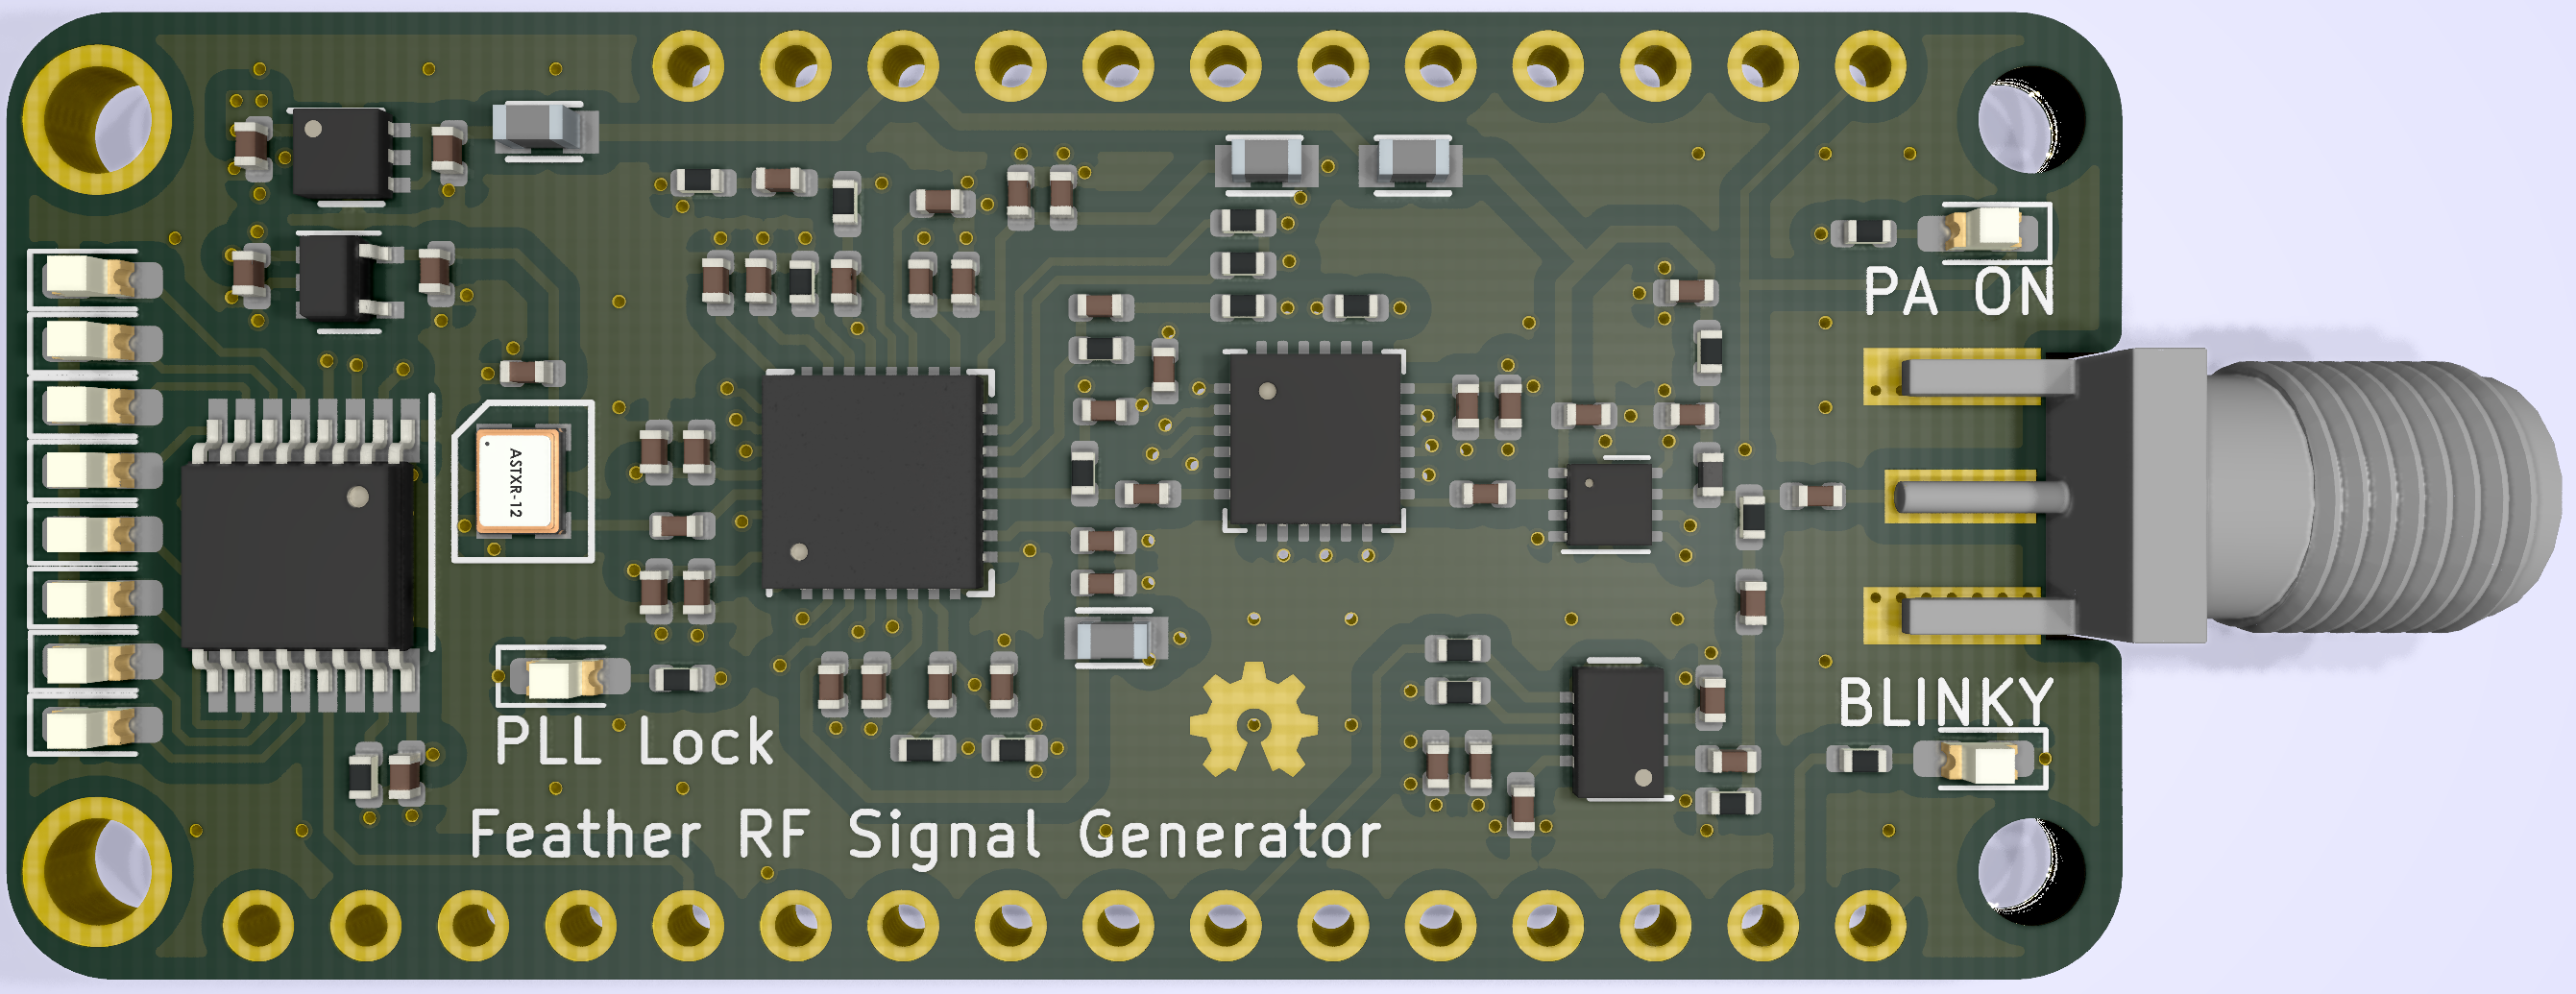 PA ON
ASTXR-12
BLINKY
PLL Lock
Feather RF Signal Generator